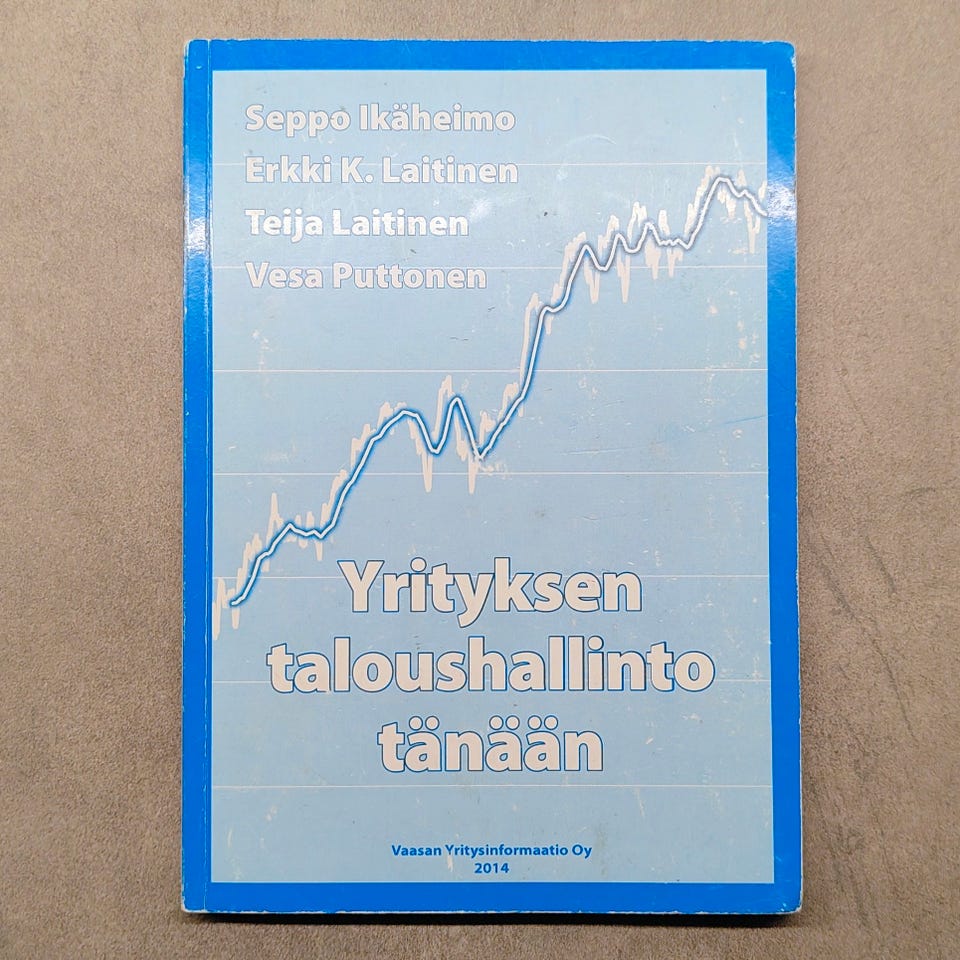 Seppo Ikäheimo
Erkki K. Laitinen
Teija Laitinen
Vesa Puttonen
Yrityksen
taloushallinto
tänään
Vaasan Yritysinformaatio Oy
2014